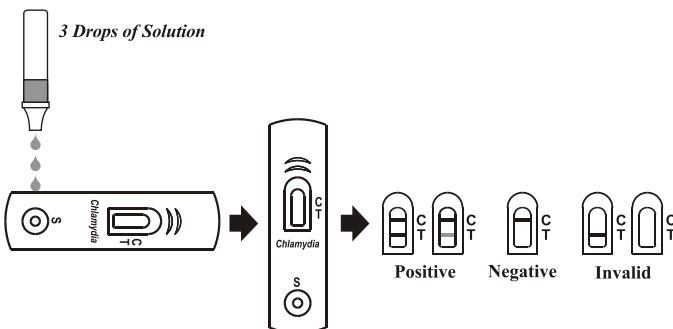 3 Drops of Solution
S
Chlamydia
C
T
C
T
Chlamydia
S
C
T
C
T
C
T
C
T
C
T
Positive
Negative
Invalid